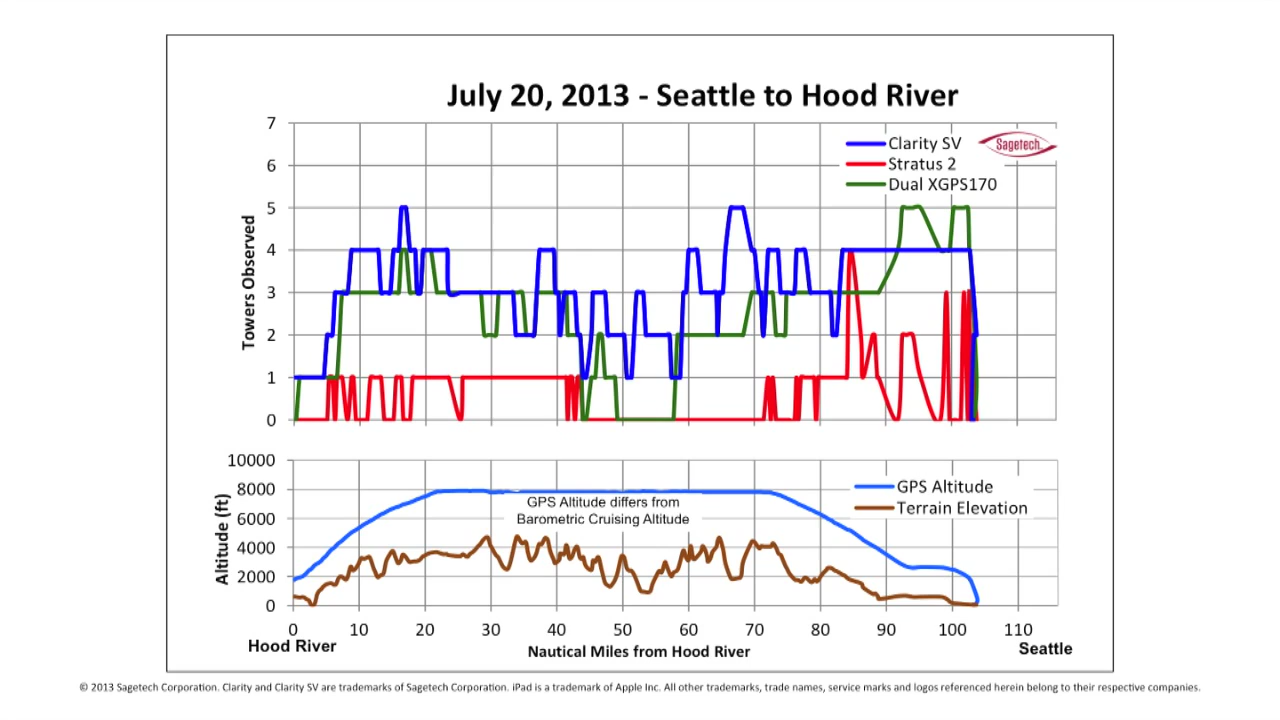 July 20, 2013 - Seattle to Hood River
7
6
5
4
3
2
1
0
Towers Observed
Clarity SV
Stratus 2
Dual XGPS170
Sagetech
10000
8000
6000
4000
2000
0
Altitude (ft)
GPS Altitude differs from
Barometric Cruising Altitude
GPS Altitude
Terrain Elevation
0 10 20 30 40 50 60 70 80 90 100 110
Hood River Nautical Miles from Hood River Seattle
© 2013 Sagetech Corporation. Clarity and Clarity SV are trademarks of Sagetech Corporation. iPad is a trademark of Apple Inc. All other trademarks, trade names, service marks and logos referenced herein belong to their respective companies.